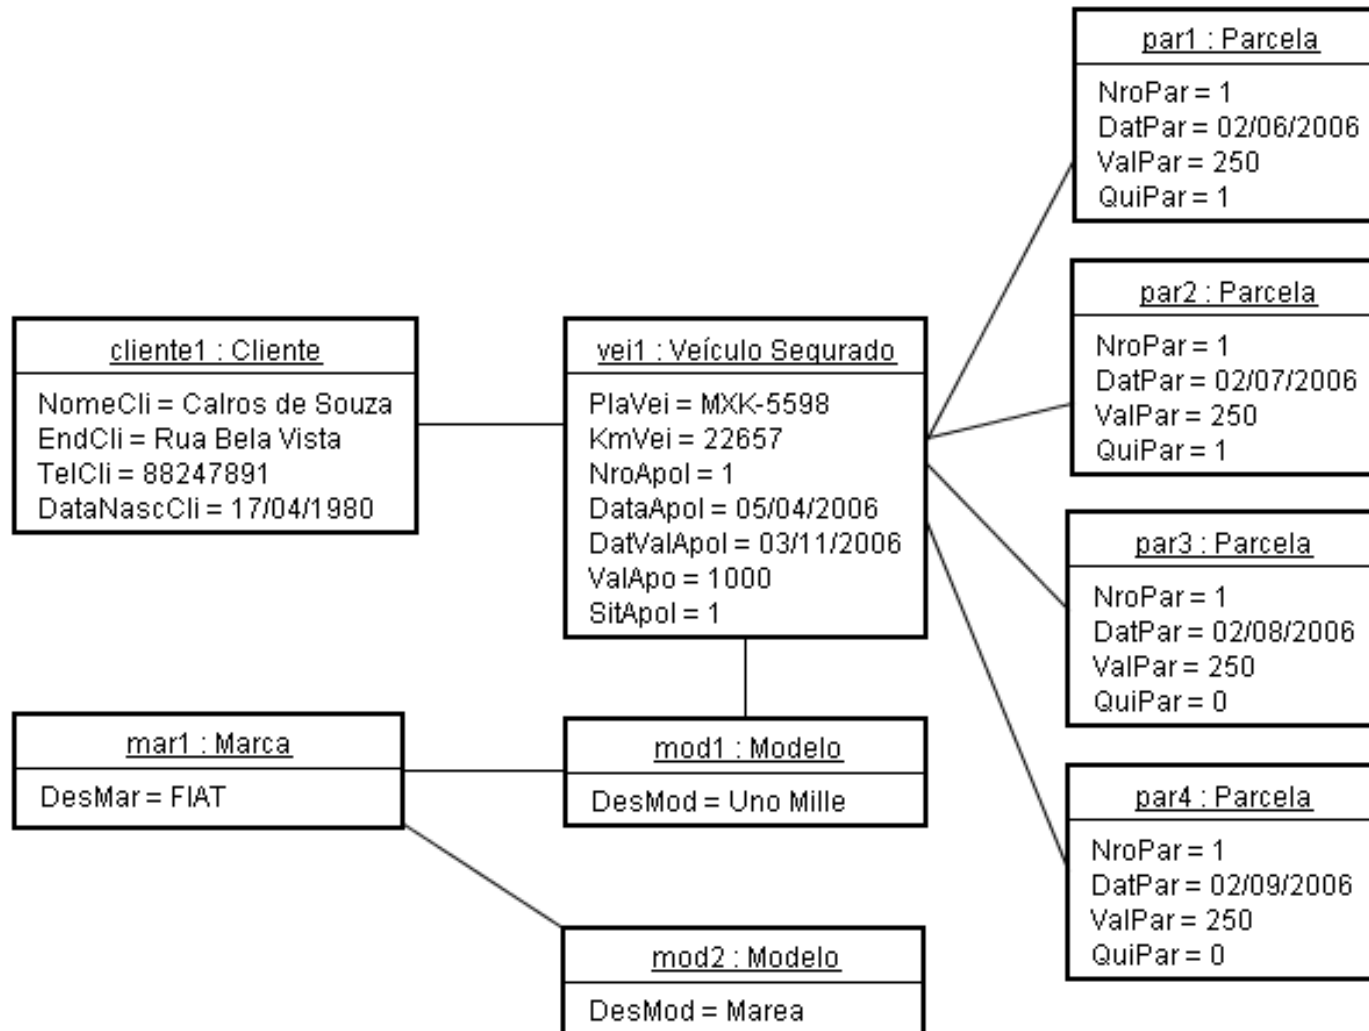 par1 : Parcela
NroPar = 1
DatPar = 02/06/2006
ValPar = 250
QuiPar = 1
par2 : Parcela
NroPar = 1
DatPar = 02/07/2006
ValPar = 250
QuiPar = 1
cliente1 : Cliente
NomeCli = Calros de Souza
EndCli = Rua Bela Vista
TelCli = 88247891
DataNascCli = 17/04/1980
vei1 : Veículo Sequrado
PlaVei = MXK-5598
KmVei = 22657
NroApol = 1
DataApol = 05/04/2006
DatValApol = 03/11/2006
ValApo = 1000
SitApol = 1
par3 : Parcela
NroPar = 1
DatPar = 02/08/2006
ValPar = 250
QuiPar = 0
mar1 : Marca
DesMar = FIAT
mod1 : Modelo
DesMod = Uno Mille
par4 : Parcela
NroPar = 1
DatPar = 02/09/2006
ValPar = 250
QuiPar = 0
mod2 : Modelo
DesMod = Marea